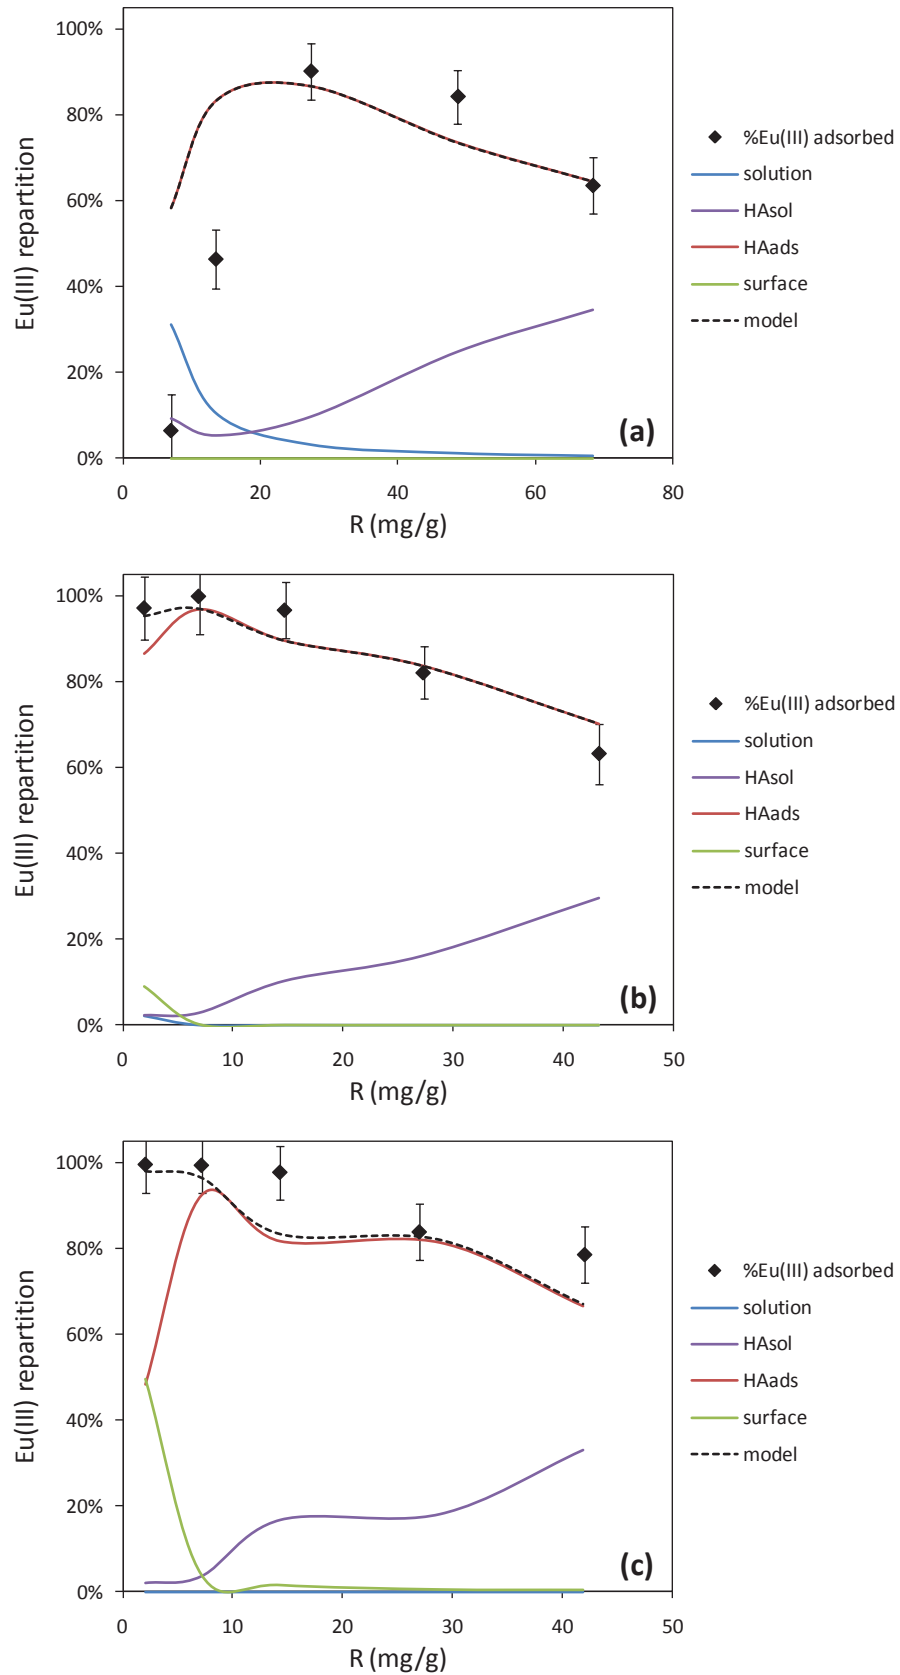 100%
80%
60%
40%
20%
0%
Eu(III) repartition
0 20 40 60 80
R (mg/g)
(a)
%Eu(III) adsorbed
solution
HAsol
HAads
surface
model
100%
80%
60%
40%
20%
0%
Eu(III) repartition
0 10 20 30 40 50
R (mg/g)
(b)
%Eu(III) adsorbed
solution
HAsol
HAads
surface
model
100%
80%
60%
40%
20%
0%
Eu(III) repartition
0 10 20 30 40 50
R (mg/g)
(c)
%Eu(III) adsorbed
solution
HAsol
HAads
surface
model